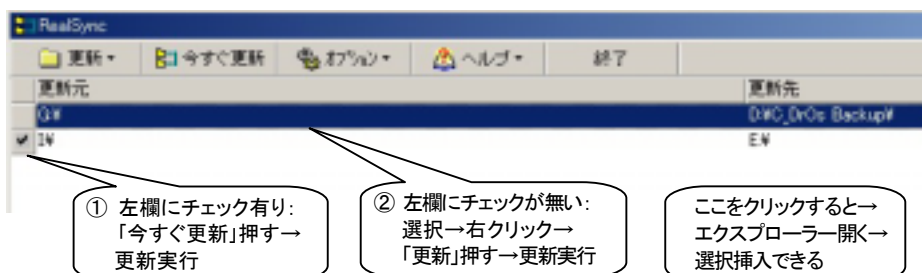 RealSync
更新 今すぐ更新 オプション ヘルプ 終了
更新元 更新先
G:¥ D:¥C_DrOs Backup¥
I:¥ E:¥
① 左欄にチェック有り:
「今すぐ更新」押す→
更新実行
② 左欄にチェックが無い:
選択→右クリック→
「更新」押す→更新実行
ここをクリックすると→
エクスプローラー開く→
選択挿入できる